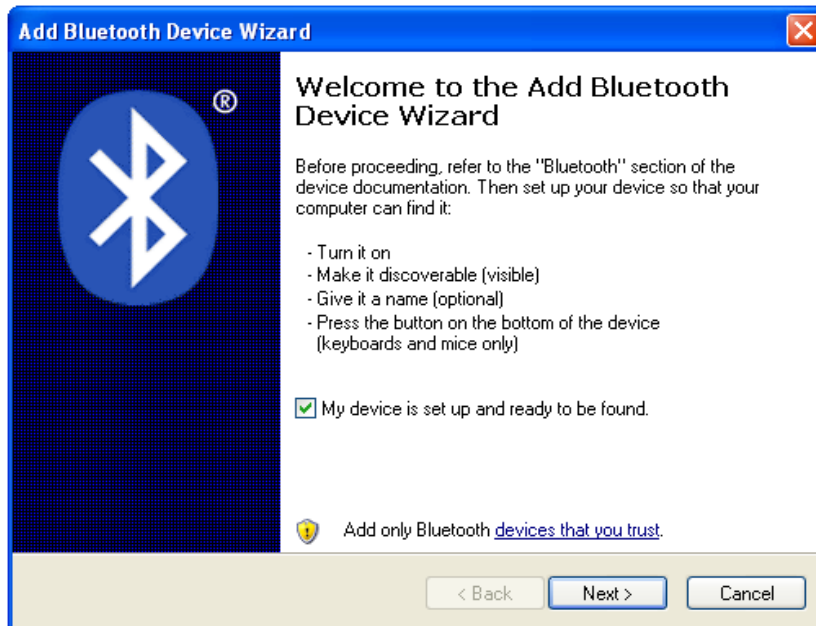 Add Bluetooth Device Wizard
®
Welcome to the Add Bluetooth
Device Wizard
Before proceeding, refer to the "Bluetooth" section of the
device documentation. Then set up your device so that your
computer can find it:
- Turn it on
- Make it discoverable (visible)
- Give it a name (optional)
- Press the button on the bottom of the device
(keyboards and mice only)
My device is set up and ready to be found.
Add only Bluetooth devices that you trust.
< Back Next > Cancel